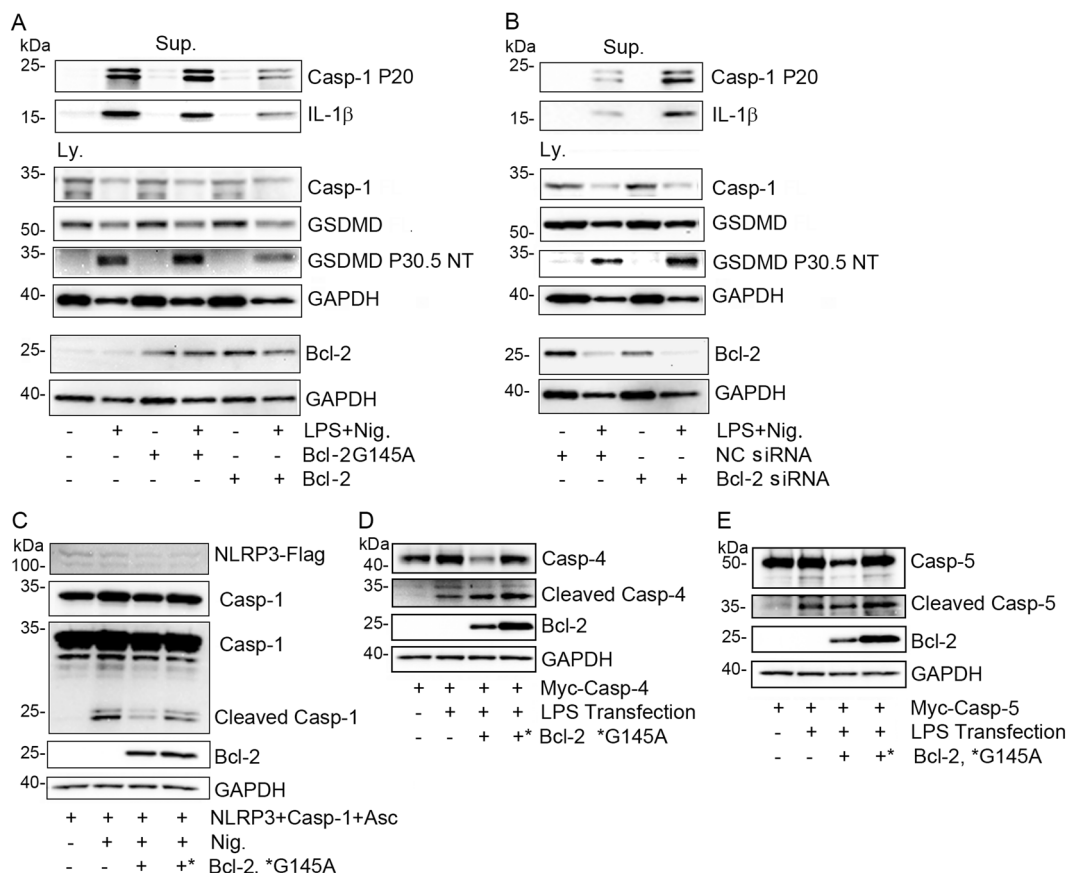 A
kDa
Sup.
25-
Casp-1 P20
15-
IL-1β
Ly.
35-
Casp-1
50-
GSDMD
35-
GSDMD P30.5 NT
40-
GAPDH
25-
Bcl-2
40-
GAPDH
- + - + - + LPS+Nig.
- - + + - - Bcl-2G145A
- - - - + + Bcl-2
B
kDa
Sup.
25-
Casp-1 P20
15-
IL-1β
Ly.
35-
Casp-1
50-
GSDMD
35-
GSDMD P30.5 NT
40-
GAPDH
25-
Bcl-2
40-
GAPDH
- + - + LPS+Nig.
+ + - - NC siRNA
- - + + Bcl-2 siRNA
C
kDa
100-
NLRP3-Flag
35-
Casp-1
35-
Casp-1
25-
Cleaved Casp-1
25-
Bcl-2
40-
GAPDH
+ + + + NLRP3+Casp-1+Asc
- + + + Nig.
- - + +* Bcl-2, *G145A
D
kDa
40-
Casp-4
35-
Cleaved Casp-4
25-
Bcl-2
40-
GAPDH
+ + + + Myc-Casp-4
- + + + LPS Transfection
- - + +* Bcl-2 *G145A
E
kDa
50-
Casp-5
35-
Cleaved Casp-5
25-
Bcl-2
40-
GAPDH
+ + + + Myc-Casp-5
- + + + LPS Transfection
- - + +* Bcl-2, *G145A